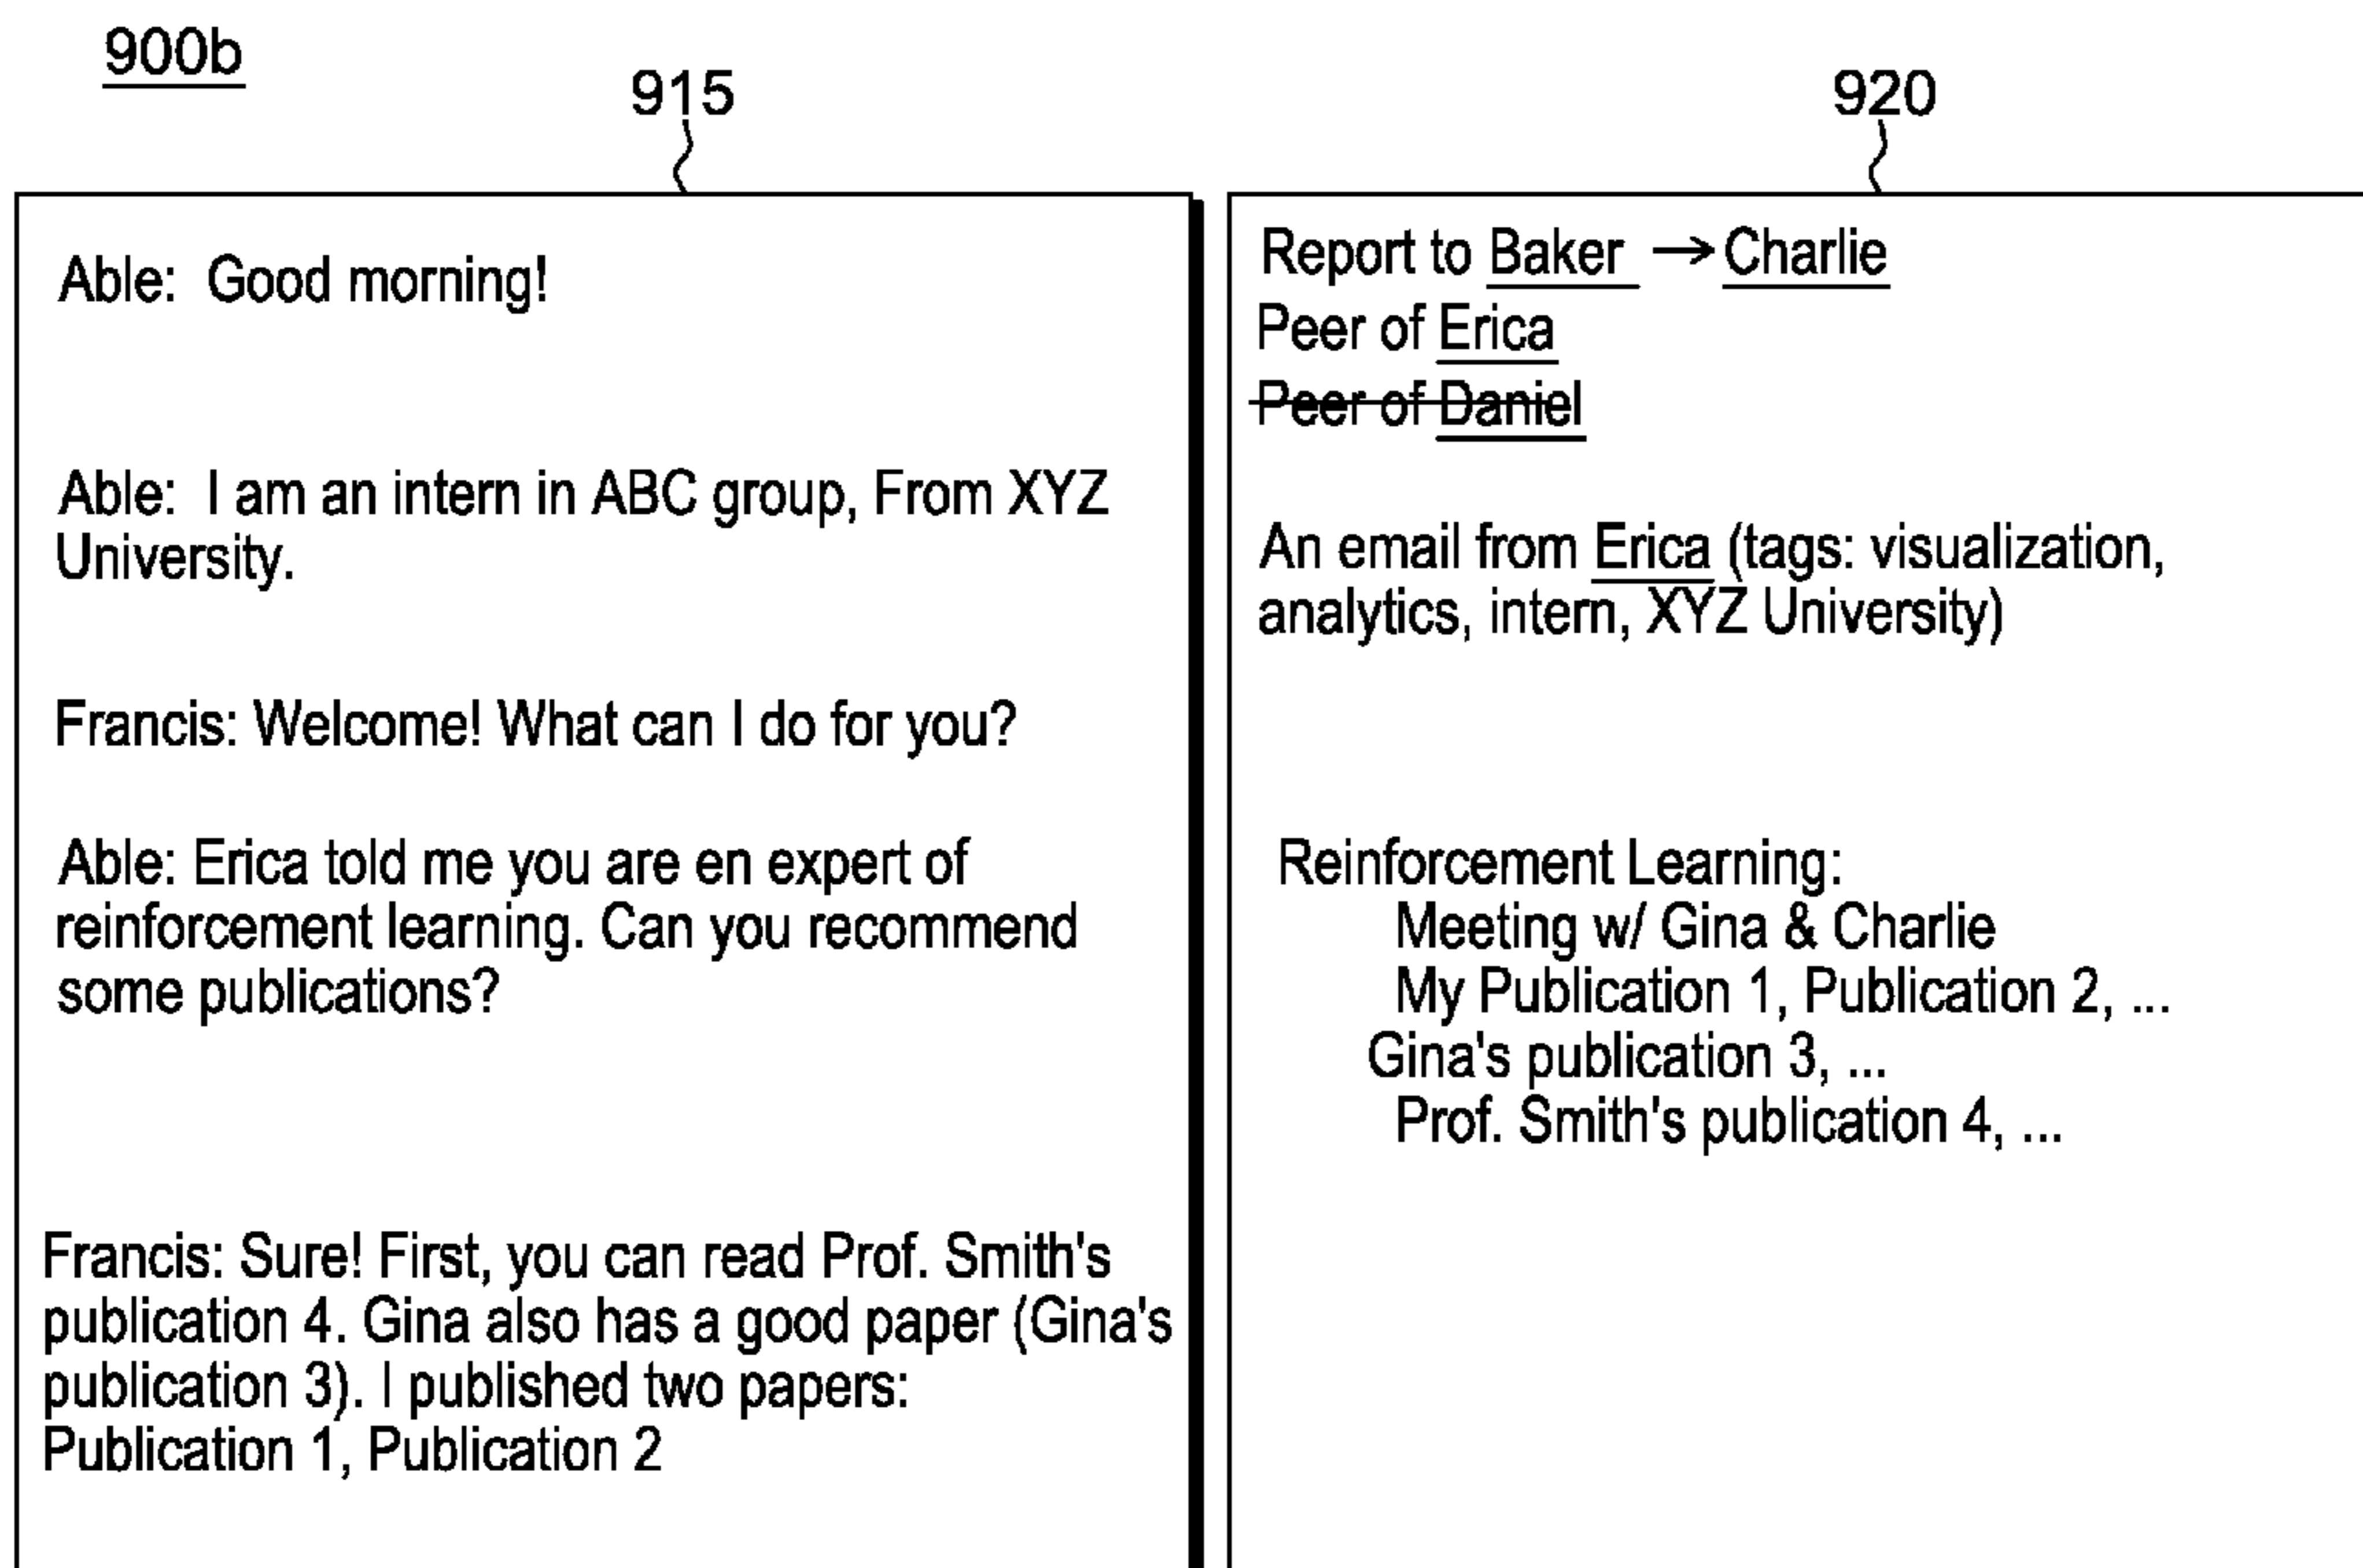 900b
915
920
Able: Good morning!
Able: I am an intern in ABC group, From XYZ
University.
Francis: Welcome! What can I do for you?
Able: Erica told me you are en expert of
reinforcement learning. Can you recommend
some publications?
Francis: Sure! First, you can read Prof. Smith's
publication 4. Gina also has a good paper (Gina's
publication 3). I published two papers:
Publication 1, Publication 2
Report to Baker → Charlie
Peer of Erica
Peer of Daniel
An email from Erica (tags: visualization,
analytics, intern, XYZ University)
Reinforcement Learning:
Meeting w/ Gina & Charlie
My Publication 1, Publication 2, ...
Gina's publication 3, ...
Prof. Smith's publication 4, ...